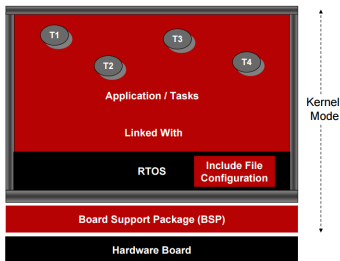 T1
T3
T2
T4
Application / Tasks
Kernel
Mode
Linked With
RTOS
Include File
Configuration
Board Support Package (BSP)
Hardware Board